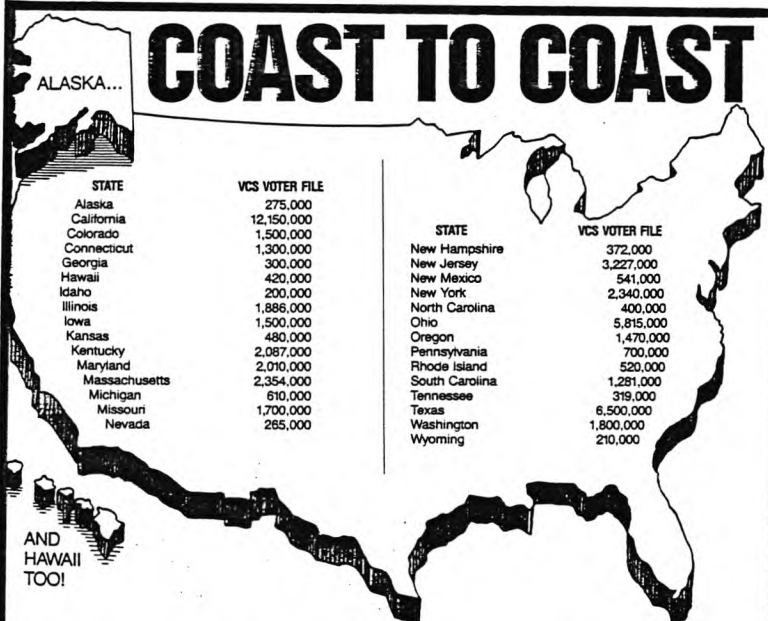 COAST TO COAST
ALASKA...
STATE VCS VOTER FILE
Alaska 275,000
California 12,150,000
Colorado 1,500,000
Connecticut 1,300,000
Georgia 300,000
Hawaii 420,000
Idaho 200,000
Illinois 1,886,000
Iowa 1,500,000
Kansas 480,000
Kentucky 2,087,000
Maryland 2,010,000
Massachusetts 2,354,000
Michigan 610,000
Missouri 1,700,000
Nevada 265,000
STATE VCS VOTER FILE
New Hampshire 372,000
New Jersey 3,227,000
New Mexico 541,000
New York 2,340,000
North Carolina 400,000
Ohio 5,815,000
Oregon 1,470,000
Pennsylvania 700,000
Rhode Island 520,000
South Carolina 1,281,000
Tennessee 319,000
Texas 6,500,000
Washington 1,800,000
Wyoming 210,000
AND
HAWAII
TOO!